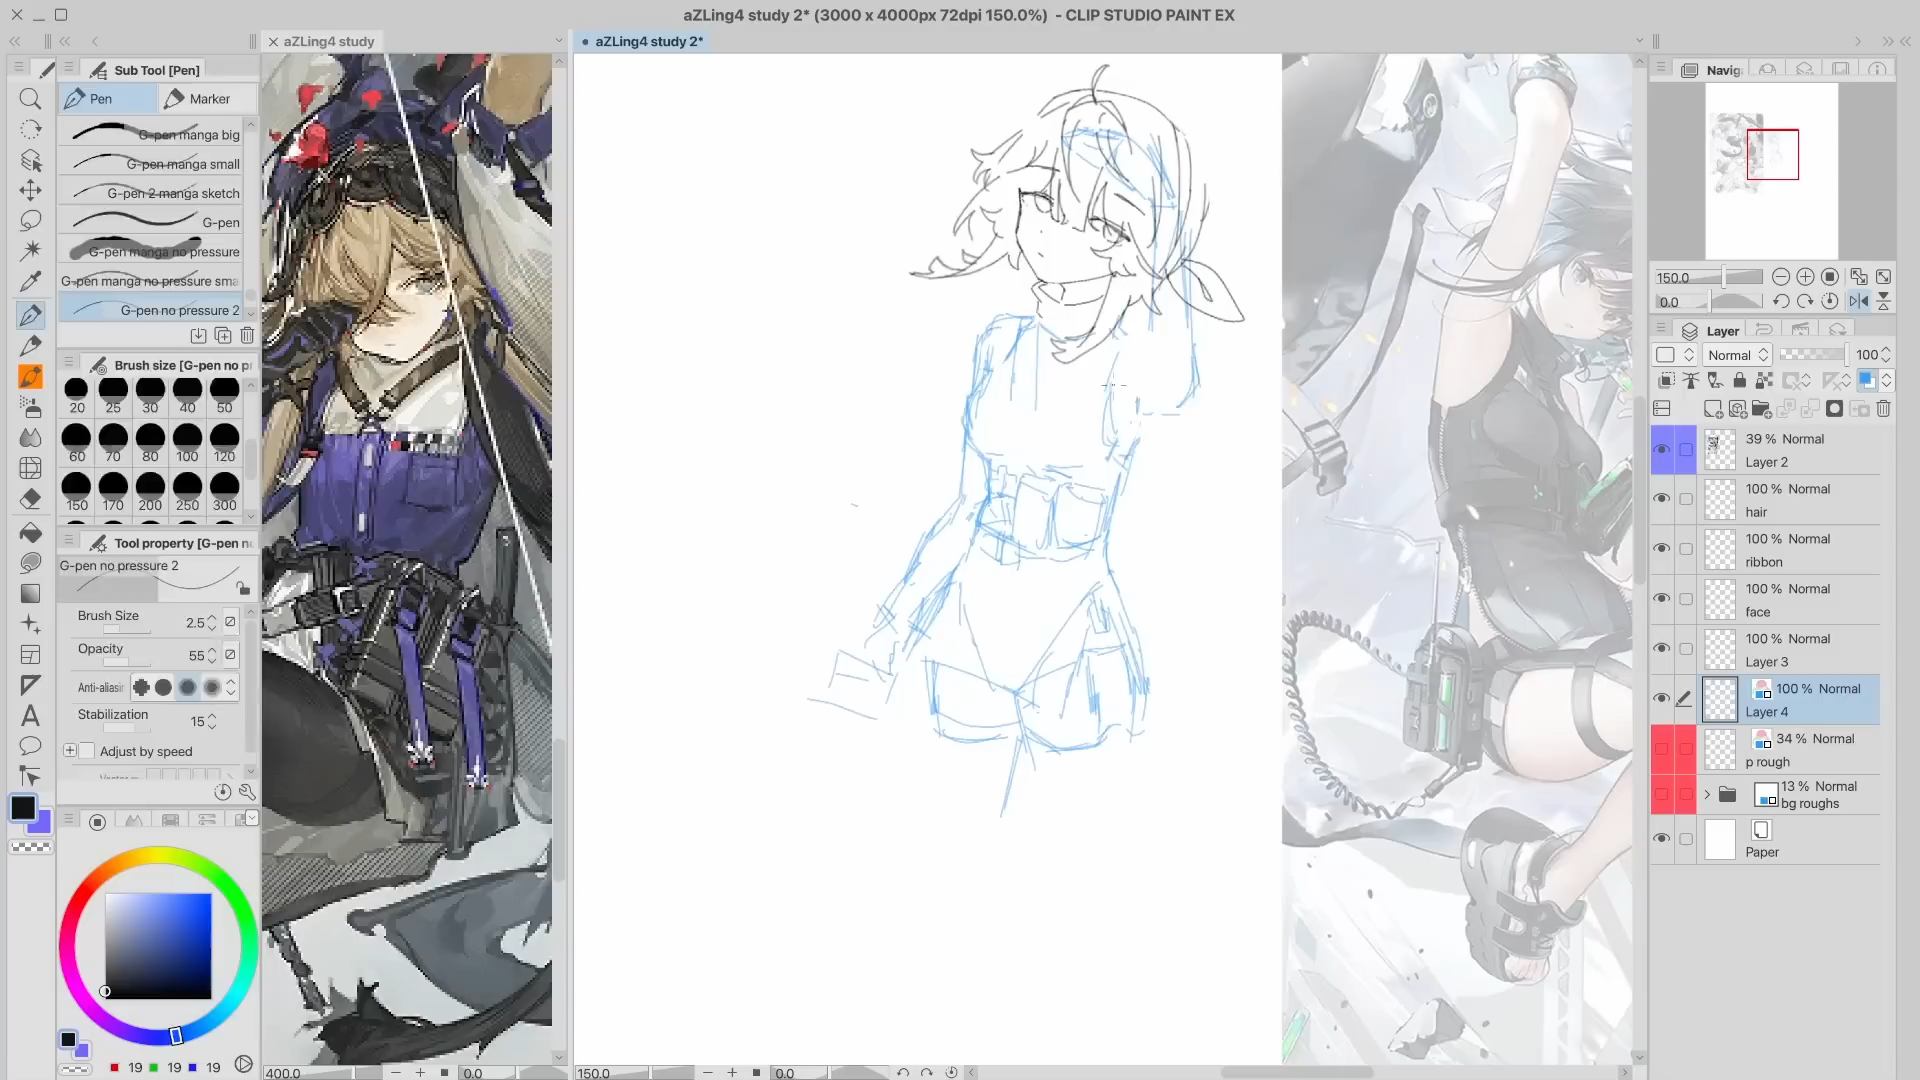 aZLing4 study 2* (3000 x 4000px 72dpi 150.0%) - CLIP STUDIO PAINT EX
aZLing4 study
aZLing4 study 2*
Sub Tool [Pen]
Pen
Marker
G-pen manga big
G-pen manga small
G-pen 2 manga sketch
G-pen
G-pen manga no pressure
G-pen manga no pressure sma
G-pen no pressure 2
Brush size [G-pen no p
20 25 30 40 50
60 70 80 100 120
150 170 200 250 300
Tool property [G-pen n
G-pen no pressure 2
Brush Size 2.5
Opacity 55
Anti-aliasin
Stabilization 15
Adjust by speed
19 19 19
400.0 0.0
150.0 0.0
Navig
150.0
0.0
Layer
Normal 100
39 % Normal
Layer 2
100 % Normal
hair
100 % Normal
ribbon
100 % Normal
face
100 % Normal
Layer 3
100 % Normal
Layer 4
34 % Normal
p rough
13 % Normal
bg roughs
Paper